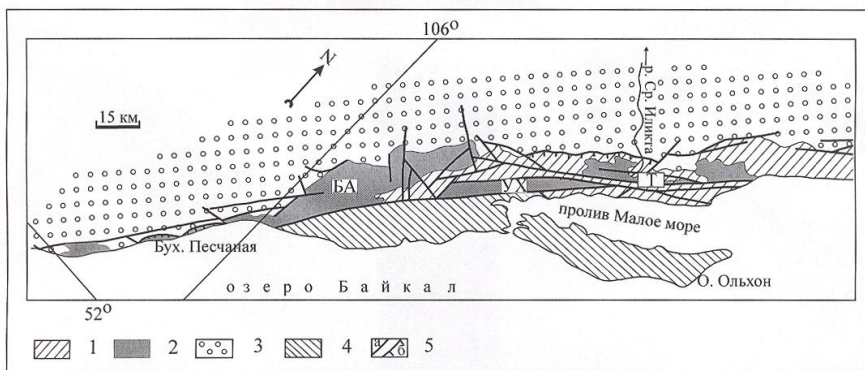 106°
N
15 км
р. Ср. Иликта
БА
УХ
Т
пролив Малое море
Бух. Песчаная
озеро Байкал
О. Ольхон
52°
1 2 3 4 а б 5